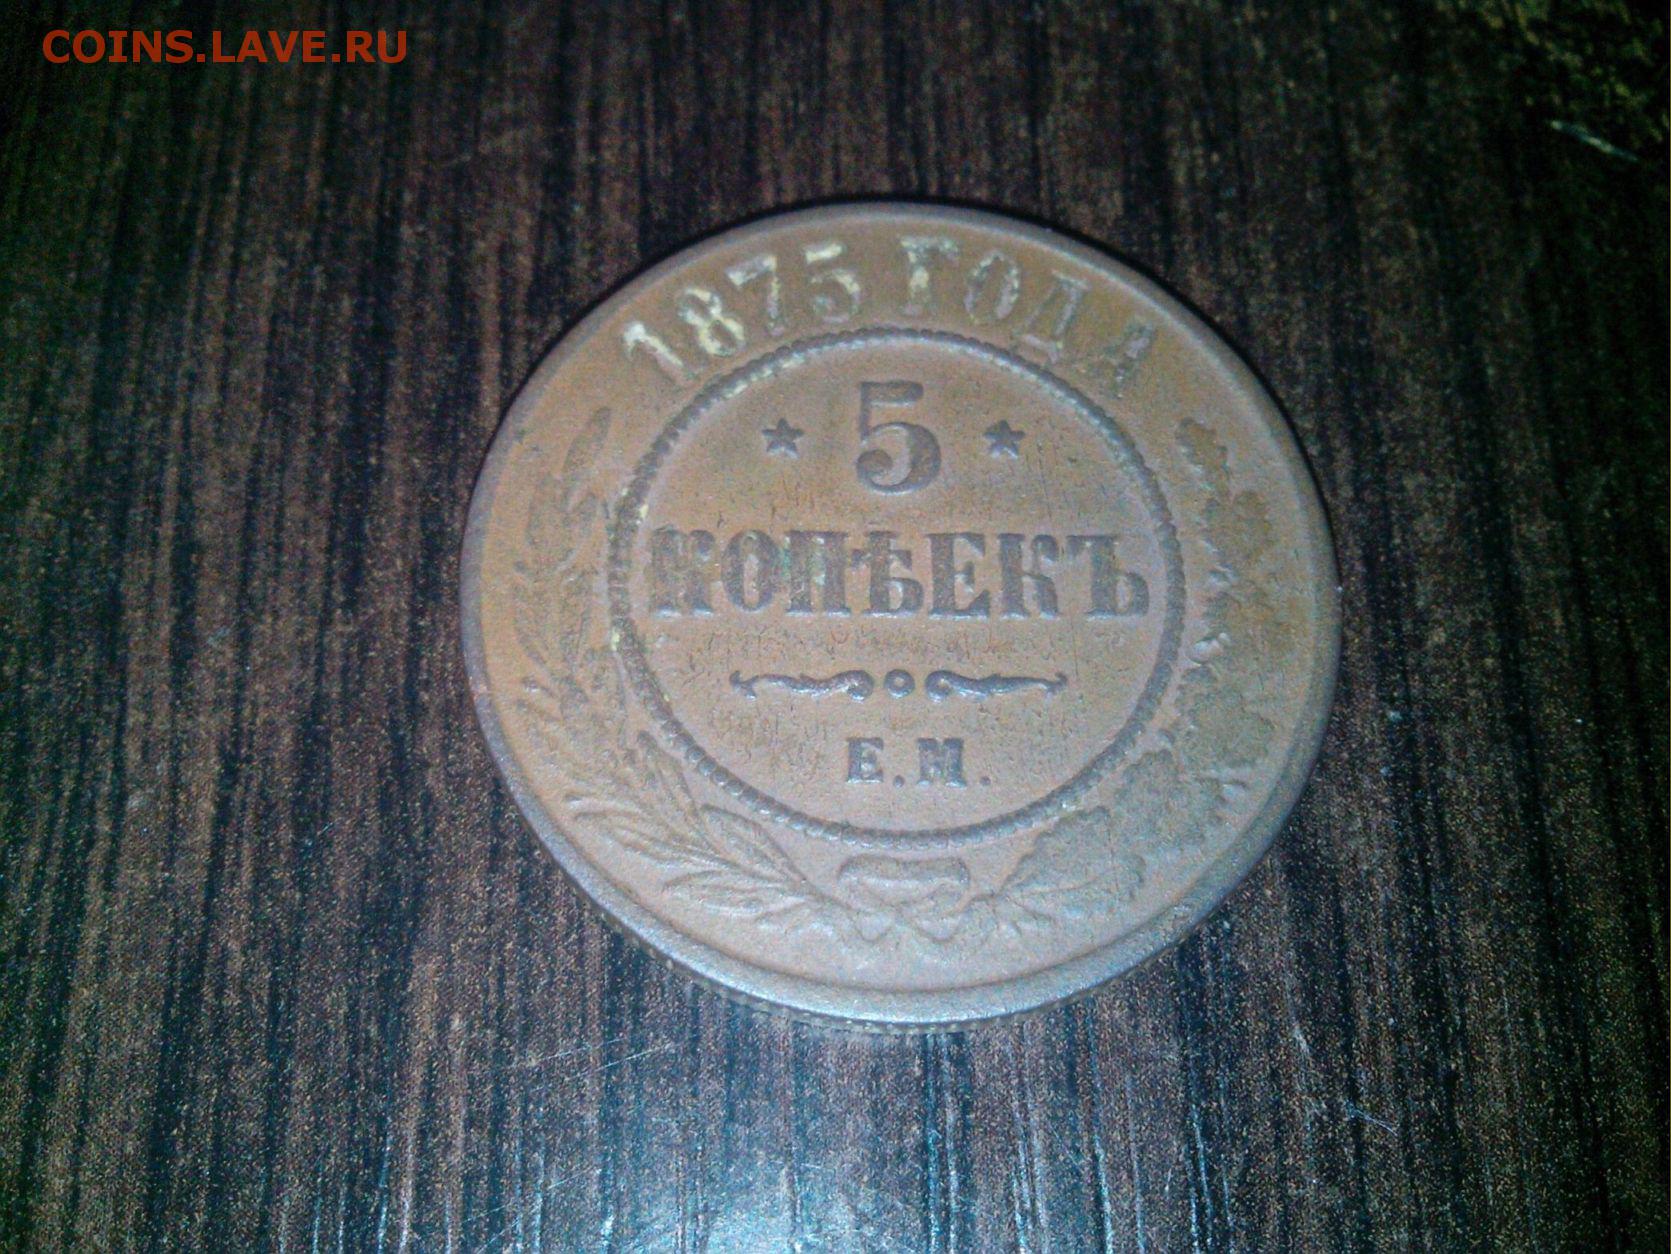 COINS.LAVE.RU
1875 ГОДА
★ 5 ★
КОПѢЕКЪ
Е.М.